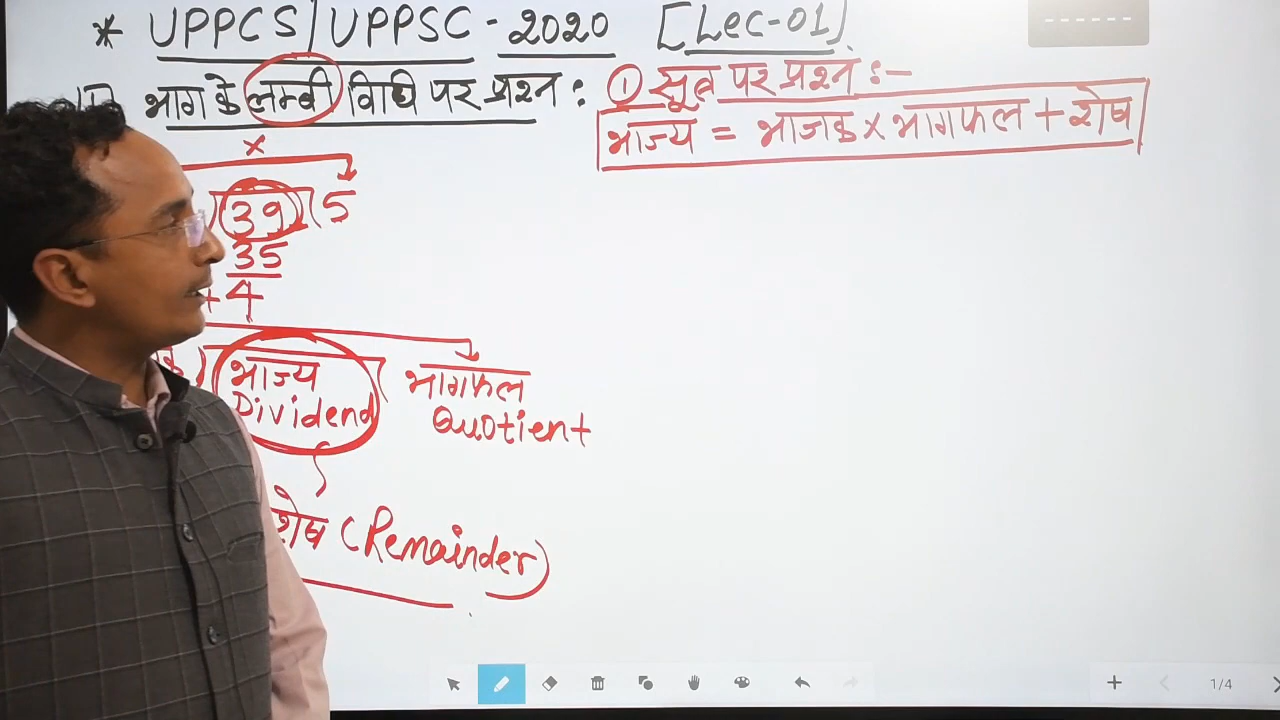 * UPPCS/UPPSC - 2020 [Lec-01]
भाग के लम्बी विधि पर प्रश्न :
① सूत्र पर प्रश्न :-
भाज्य = भाजक × भागफल + शेष
×
) 39 ( 5
35
+ 4
) भाज्य ( भागफल
Dividend Quotient
शेष (Remainder)
1/4